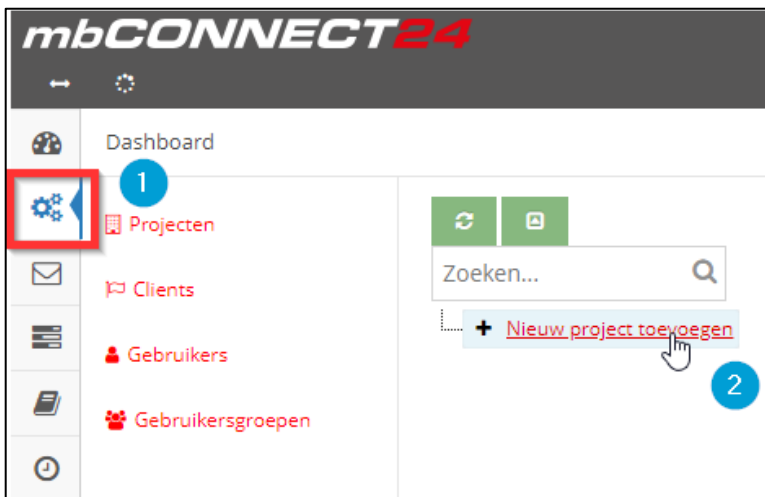 mbCONNECT24
Dashboard
1
Projecten
Zoeken...
Clients
Nieuw project toevoegen
Gebruikers
2
Gebruikersgroepen